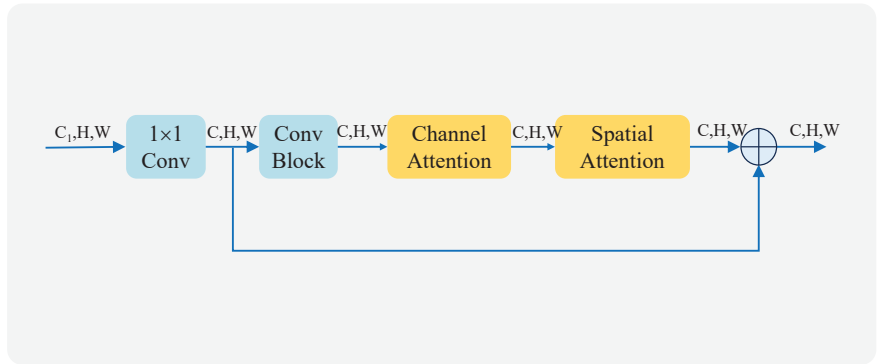 C₁,H,W
1×1
Conv
C,H,W
Conv
Block
C,H,W
Channel
Attention
C,H,W
Spatial
Attention
C,H,W
C,H,W